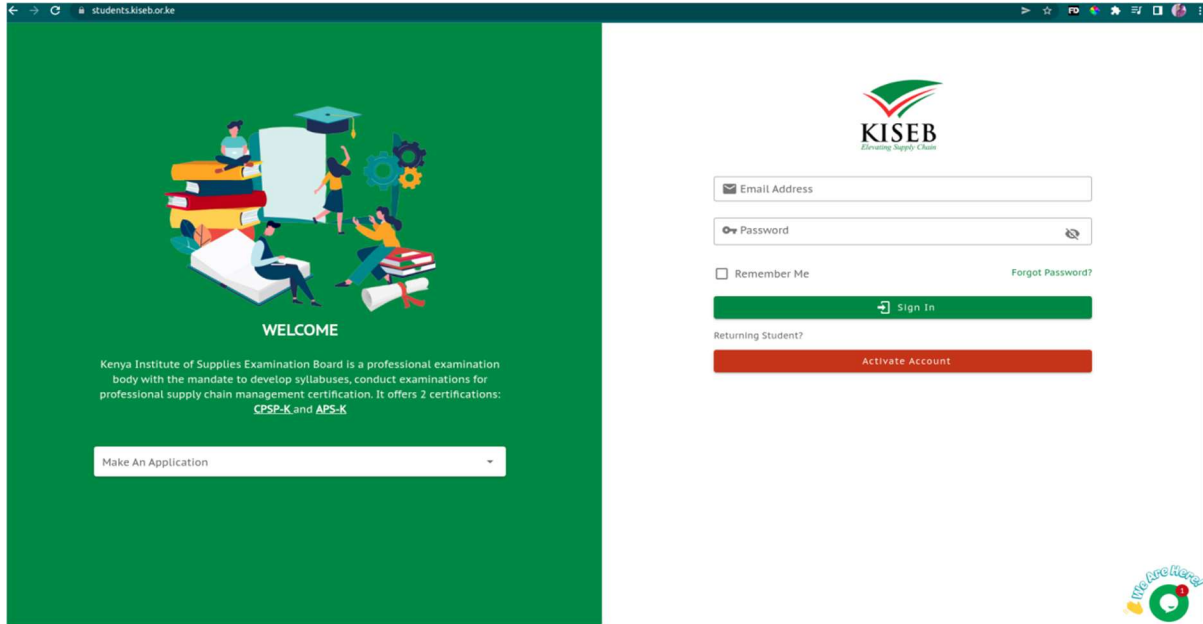 students.kiseb.or.ke
FD
WELCOME
Kenya Institute of Supplies Examination Board is a professional examination
body with the mandate to develop syllabuses, conduct examinations for
professional supply chain management certification. It offers 2 certifications:
CPSP-K and APS-K
Make An Application
KISEB
Elevating Supply Chain
Email Address
Password
Remember Me
Forgot Password?
Sign In
Returning Student?
Activate Account
We Are Here!
1